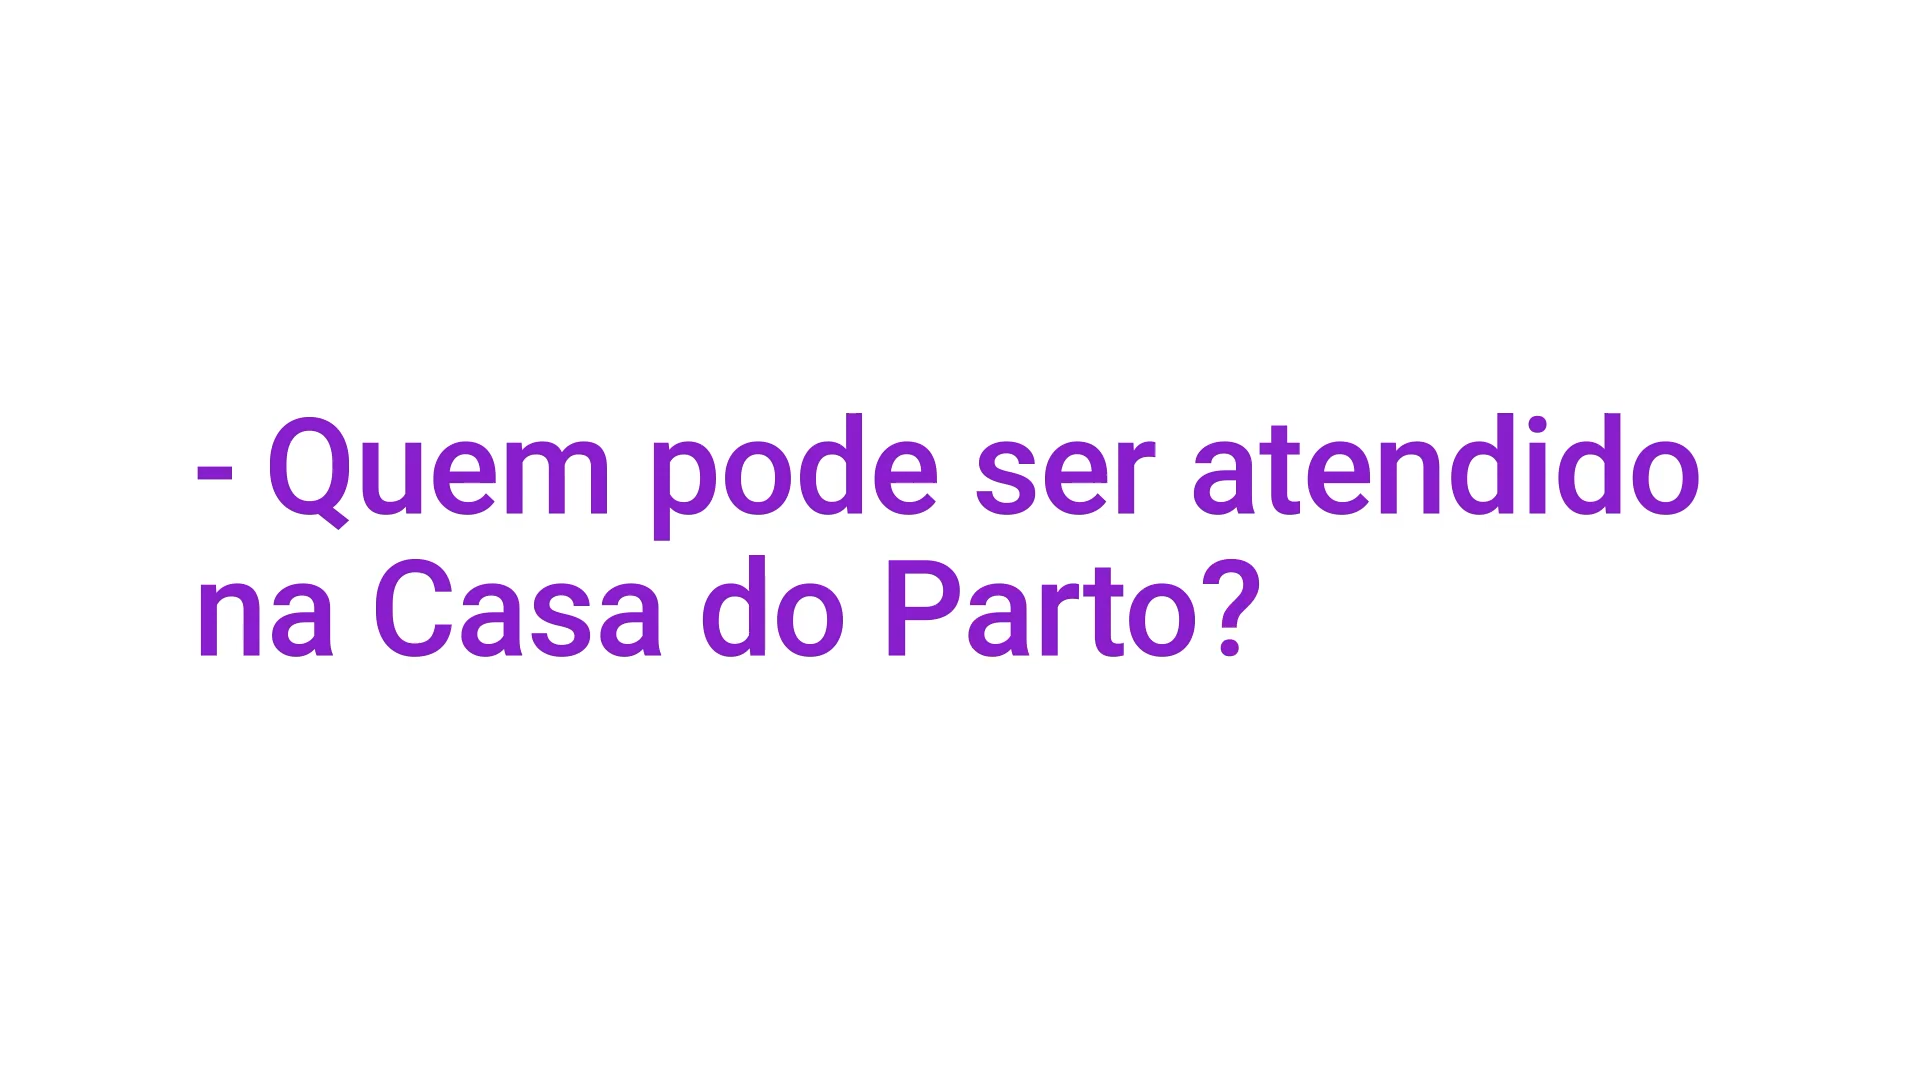 - Quem pode ser atendido
na Casa do Parto?